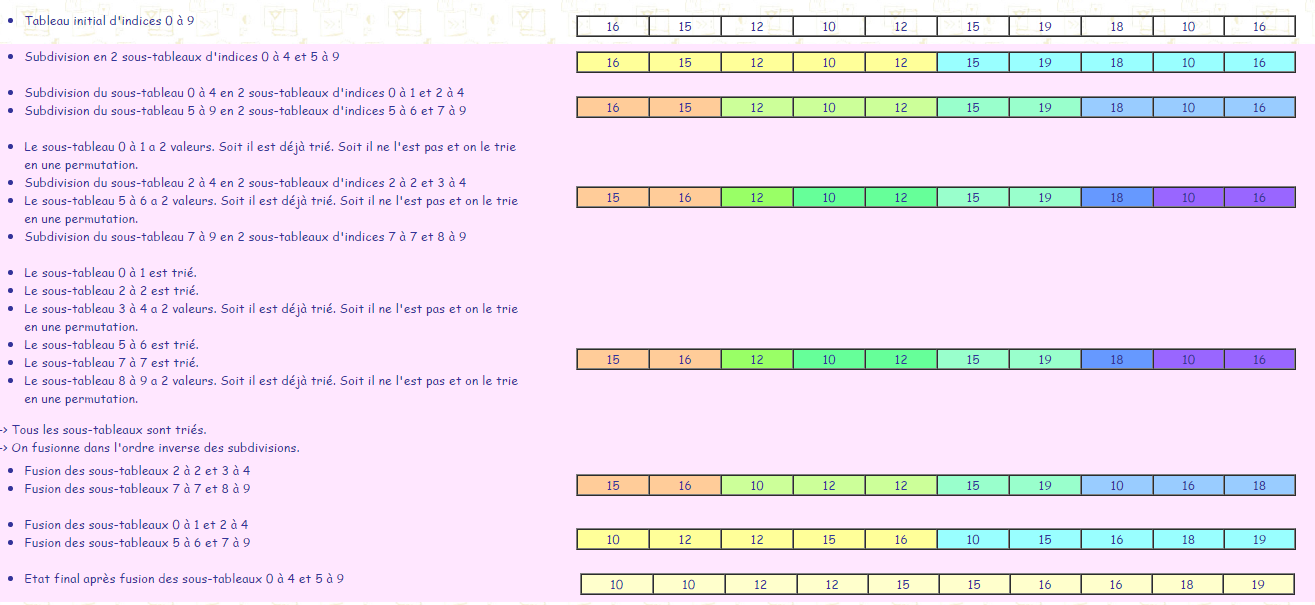 Tableau initial d'indices 0 à 9
16 15 12 10 12 15 19 18 10 16
Subdivision en 2 sous-tableaux d'indices 0 à 4 et 5 à 9
16 15 12 10 12 15 19 18 10 16
Subdivision du sous-tableau 0 à 4 en 2 sous-tableaux d'indices 0 à 1 et 2 à 4
Subdivision du sous-tableau 5 à 9 en 2 sous-tableaux d'indices 5 à 6 et 7 à 9
16 15 12 10 12 15 19 18 10 16
Le sous-tableau 0 à 1 a 2 valeurs. Soit il est déjà trié. Soit il ne l'est pas et on le trie
en une permutation.
Subdivision du sous-tableau 2 à 4 en 2 sous-tableaux d'indices 2 à 2 et 3 à 4
Le sous-tableau 5 à 6 a 2 valeurs. Soit il est déjà trié. Soit il ne l'est pas et on le trie
en une permutation.
Subdivision du sous-tableau 7 à 9 en 2 sous-tableaux d'indices 7 à 7 et 8 à 9
15 16 12 10 12 15 19 18 10 16
Le sous-tableau 0 à 1 est trié.
Le sous-tableau 2 à 2 est trié.
Le sous-tableau 3 à 4 a 2 valeurs. Soit il est déjà trié. Soit il ne l'est pas et on le trie
en une permutation.
Le sous-tableau 5 à 6 est trié.
Le sous-tableau 7 à 7 est trié.
Le sous-tableau 8 à 9 a 2 valeurs. Soit il est déjà trié. Soit il ne l'est pas et on le trie
en une permutation.
15 16 12 10 12 15 19 18 10 16
-> Tous les sous-tableaux sont triés.
-> On fusionne dans l'ordre inverse des subdivisions.
Fusion des sous-tableaux 2 à 2 et 3 à 4
Fusion des sous-tableaux 7 à 7 et 8 à 9
15 16 10 12 12 15 19 10 16 18
Fusion des sous-tableaux 0 à 1 et 2 à 4
Fusion des sous-tableaux 5 à 6 et 7 à 9
10 12 12 15 16 10 15 16 18 19
Etat final après fusion des sous-tableaux 0 à 4 et 5 à 9
10 10 12 12 15 15 16 16 18 19